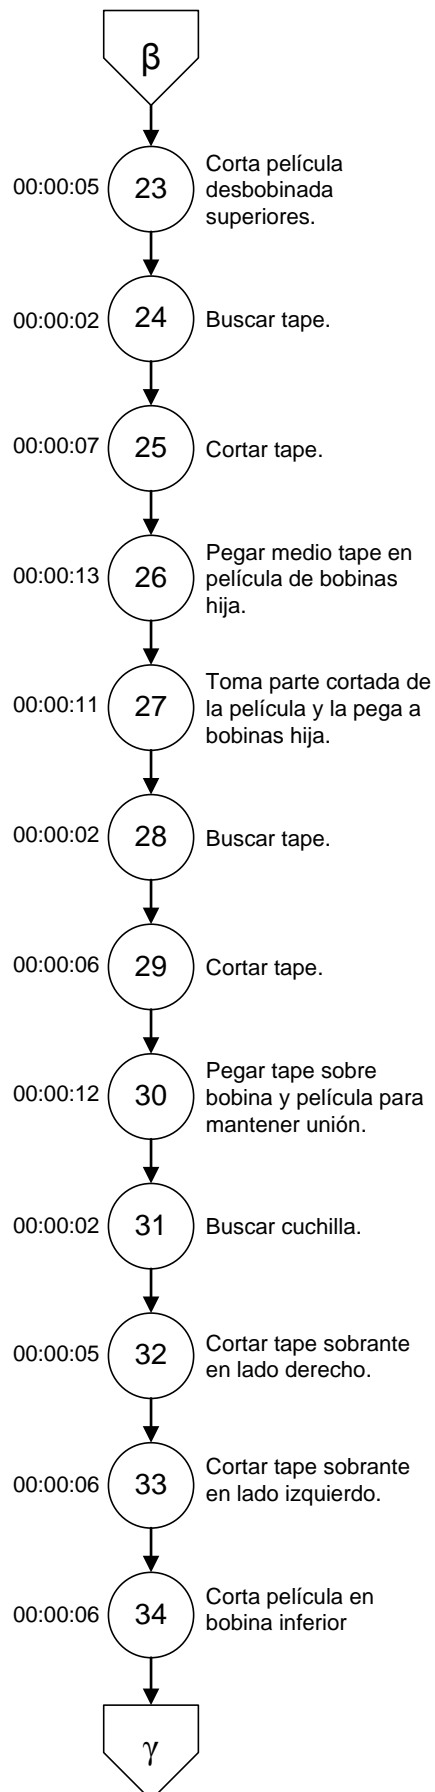 β
00:00:05
23
Corta película
desbobinada
superiores.
00:00:02
24
Buscar tape.
00:00:07
25
Cortar tape.
00:00:13
26
Pegar medio tape en
película de bobinas
hija.
00:00:11
27
Toma parte cortada de
la película y la pega a
bobinas hija.
00:00:02
28
Buscar tape.
00:00:06
29
Cortar tape.
00:00:12
30
Pegar tape sobre
bobina y película para
mantener unión.
00:00:02
31
Buscar cuchilla.
00:00:05
32
Cortar tape sobrante
en lado derecho.
00:00:06
33
Cortar tape sobrante
en lado izquierdo.
00:00:06
34
Corta película en
bobina inferior
γ